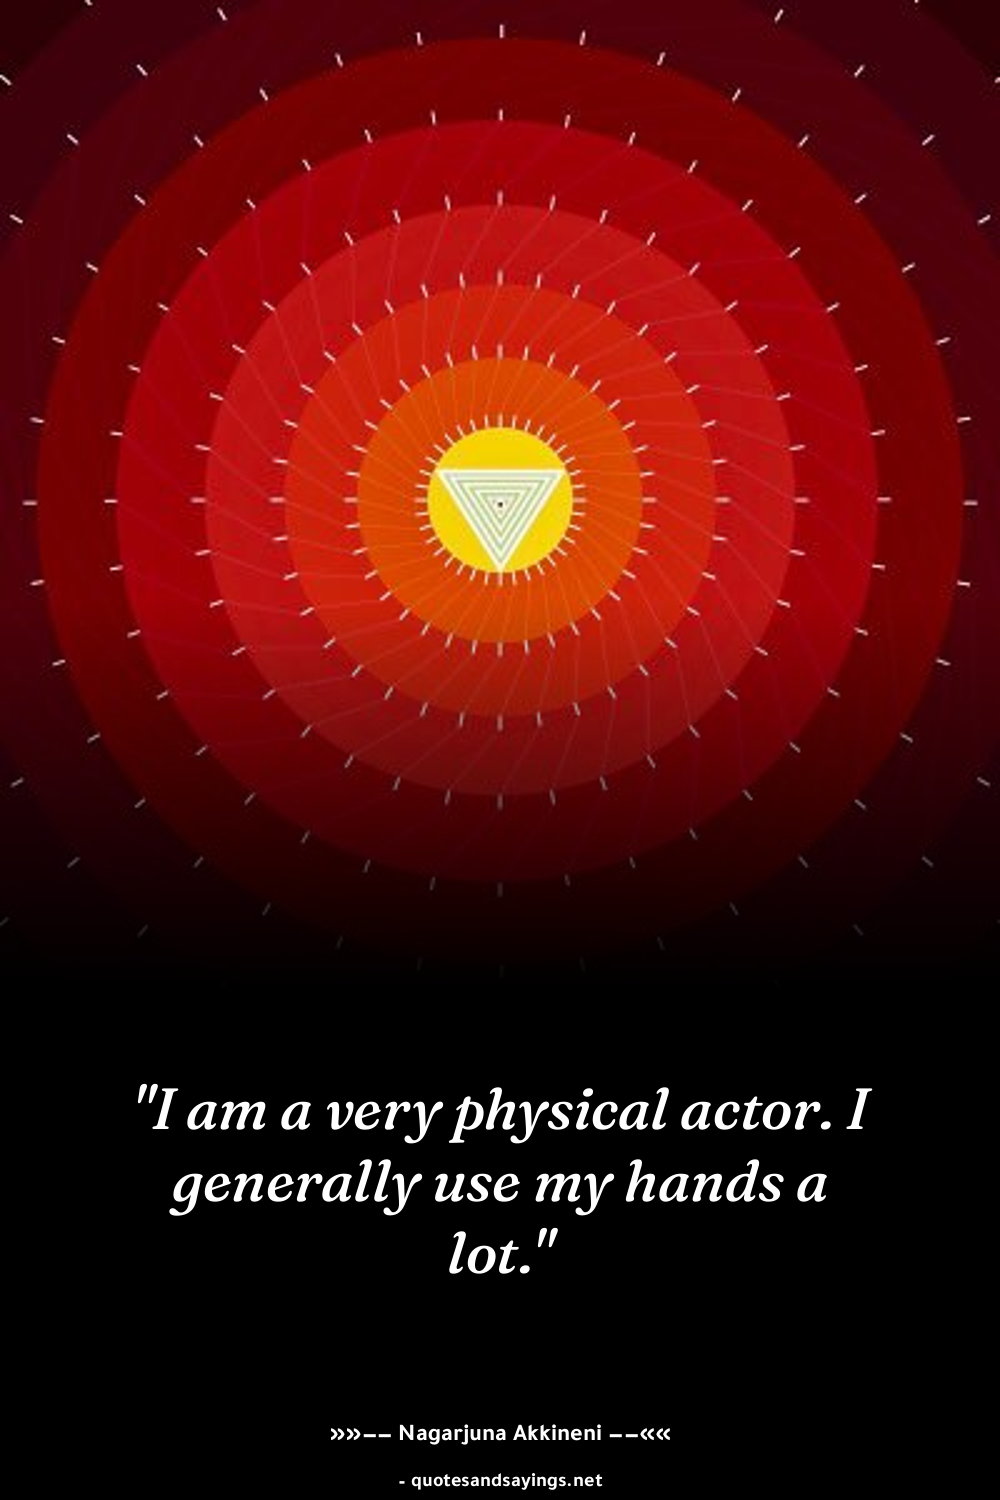 "I am a very physical actor. I
generally use my hands a
lot."
»»–– Nagarjuna Akkineni ––««
- quotesandsayings.net